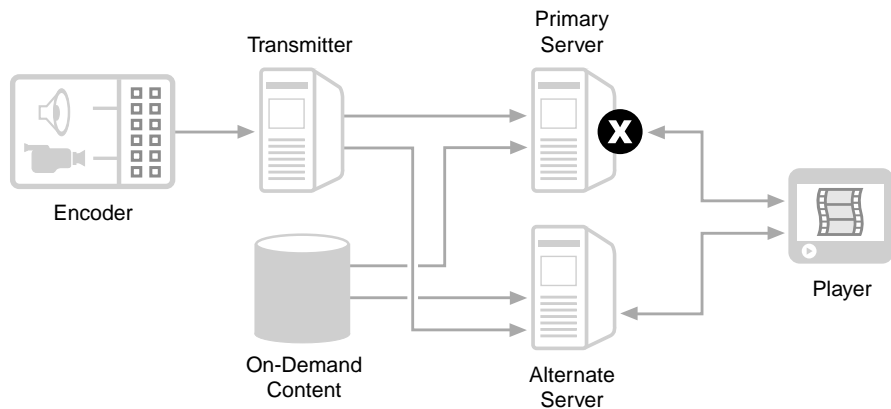 Transmitter
Primary
Server
X
Encoder
Player
On-Demand
Content
Alternate
Server